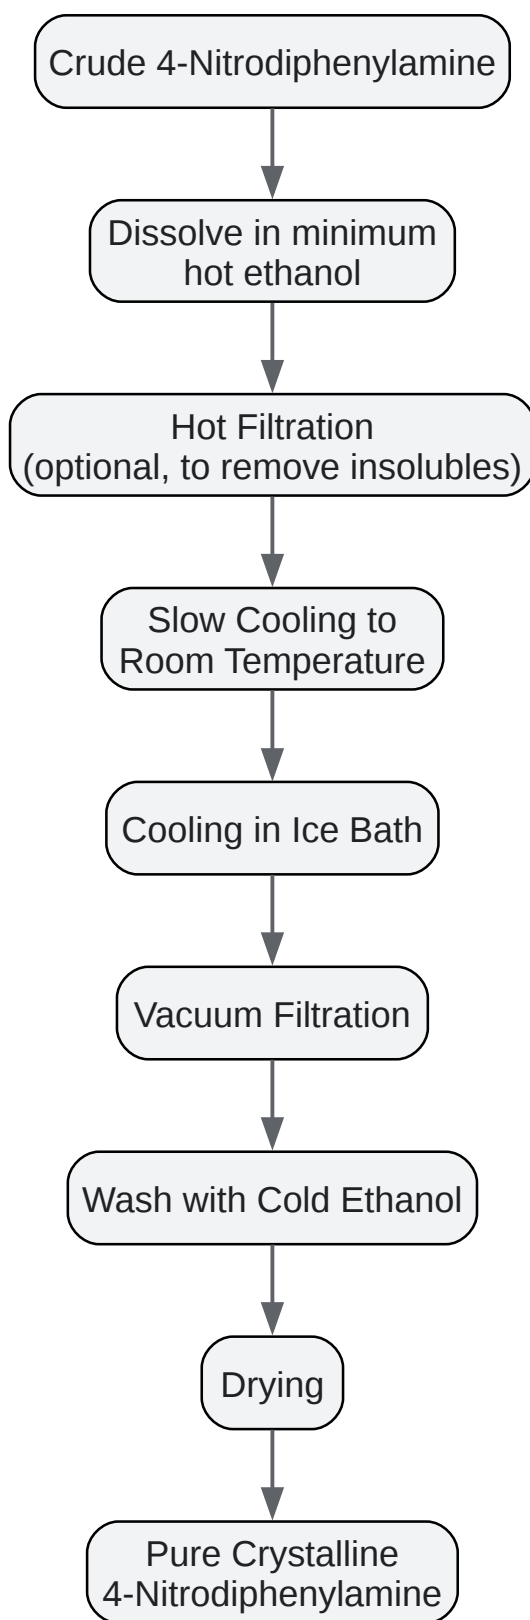 Crude 4-Nitrodiphenylamine
Dissolve in minimum
hot ethanol
Hot Filtration
(optional, to remove insolubles)
Slow Cooling to
Room Temperature
Cooling in Ice Bath
Vacuum Filtration
Wash with Cold Ethanol
Drying
Pure Crystalline
4-Nitrodiphenylamine